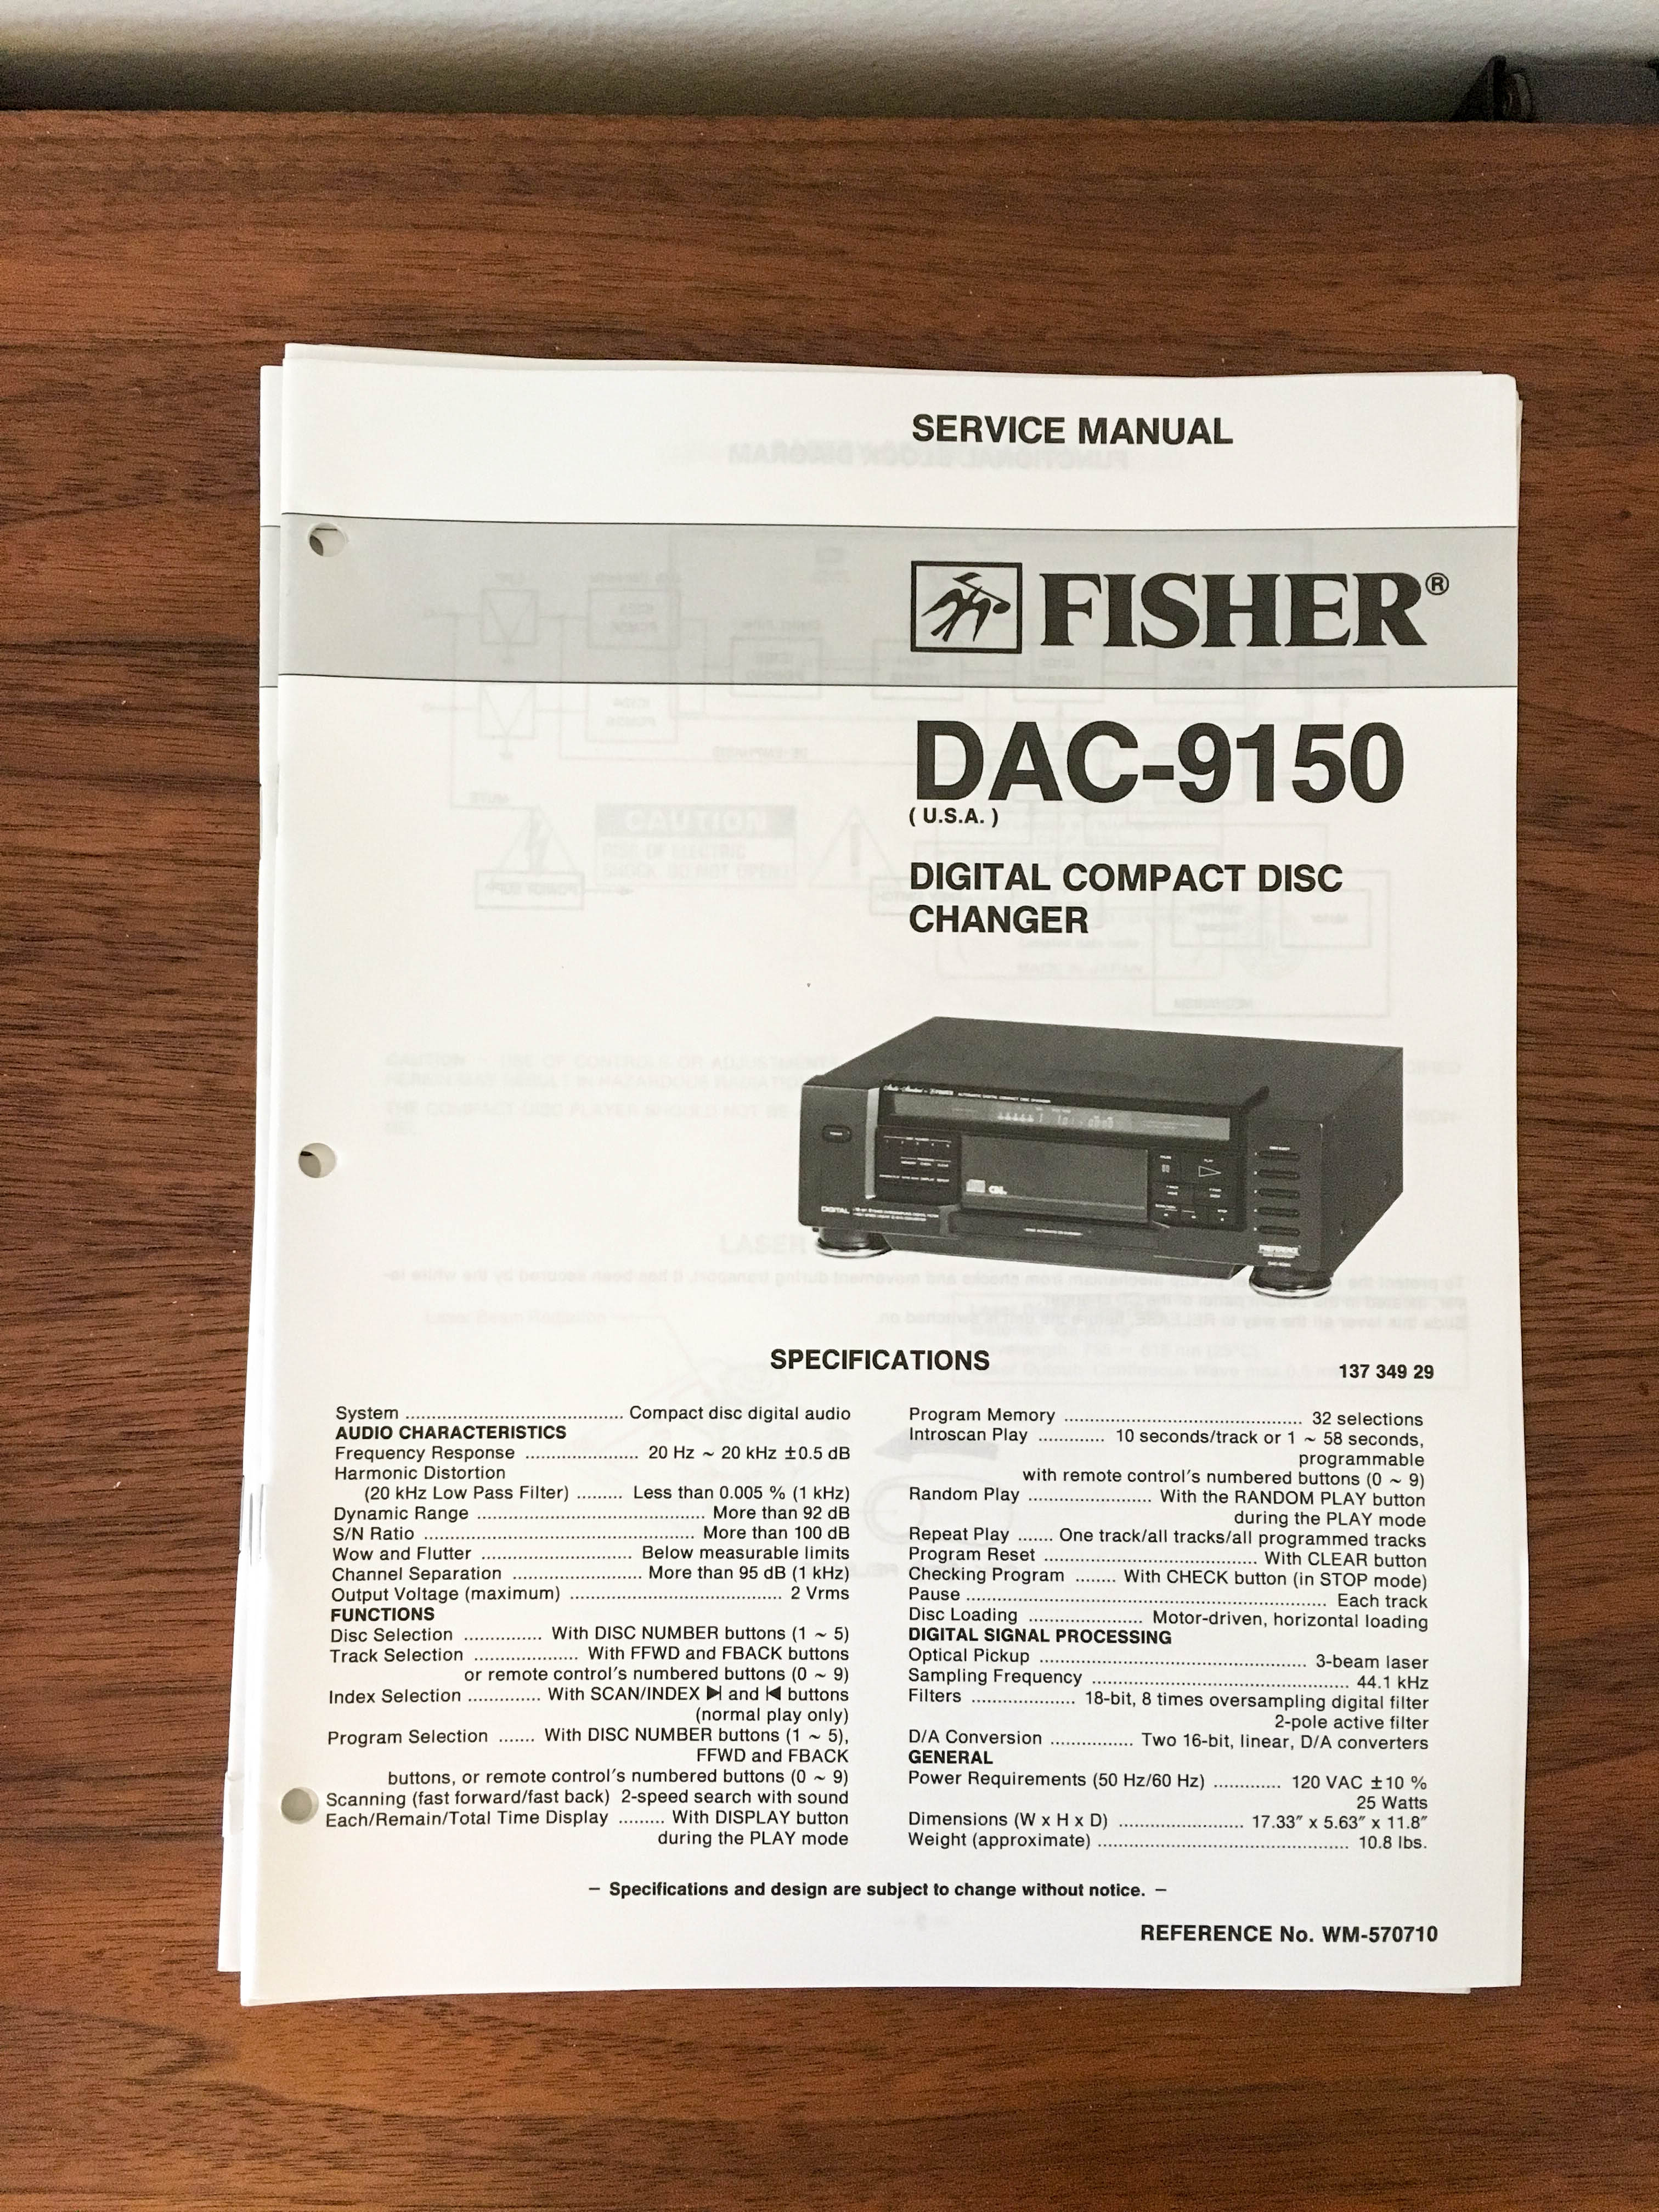 SERVICE MANUAL
FISHER®
DAC-9150
( U.S.A. )
DIGITAL COMPACT DISC
CHANGER
DIGITAL
SPECIFICATIONS
137 349 29
System ........ Compact disc digital audio
AUDIO CHARACTERISTICS
Frequency Response ........ 20 Hz ~ 20 kHz ±0.5 dB
Harmonic Distortion
(20 kHz Low Pass Filter) ........ Less than 0.005 % (1 kHz)
Dynamic Range ........ More than 92 dB
S/N Ratio ........ More than 100 dB
Wow and Flutter ........ Below measurable limits
Channel Separation ........ More than 95 dB (1 kHz)
Output Voltage (maximum) ........ 2 Vrms
FUNCTIONS
Disc Selection ........ With DISC NUMBER buttons (1 ~ 5)
Track Selection ........ With FFWD and FBACK buttons
or remote control's numbered buttons (0 ~ 9)
Index Selection ........ With SCAN/INDEX ▶| and |◀ buttons
(normal play only)
Program Selection ....... With DISC NUMBER buttons (1 ~ 5),
FFWD and FBACK
buttons, or remote control's numbered buttons (0 ~ 9)
Scanning (fast forward/fast back) 2-speed search with sound
Each/Remain/Total Time Display ......... With DISPLAY button
during the PLAY mode
Program Memory ........ 32 selections
Introscan Play ........ 10 seconds/track or 1 ~ 58 seconds,
programmable
with remote control's numbered buttons (0 ~ 9)
Random Play ........ With the RANDOM PLAY button
during the PLAY mode
Repeat Play ....... One track/all tracks/all programmed tracks
Program Reset ........ With CLEAR button
Checking Program ........ With CHECK button (in STOP mode)
Pause ........ Each track
Disc Loading ........ Motor-driven, horizontal loading
DIGITAL SIGNAL PROCESSING
Optical Pickup ........ 3-beam laser
Sampling Frequency ........ 44.1 kHz
Filters ........ 18-bit, 8 times oversampling digital filter
2-pole active filter
D/A Conversion ........ Two 16-bit, linear, D/A converters
GENERAL
Power Requirements (50 Hz/60 Hz) ........ 120 VAC ±10 %
25 Watts
Dimensions (W x H x D) ........ 17.33″ x 5.63″ x 11.8″
Weight (approximate) ........ 10.8 lbs.
– Specifications and design are subject to change without notice. –
REFERENCE No. WM-570710